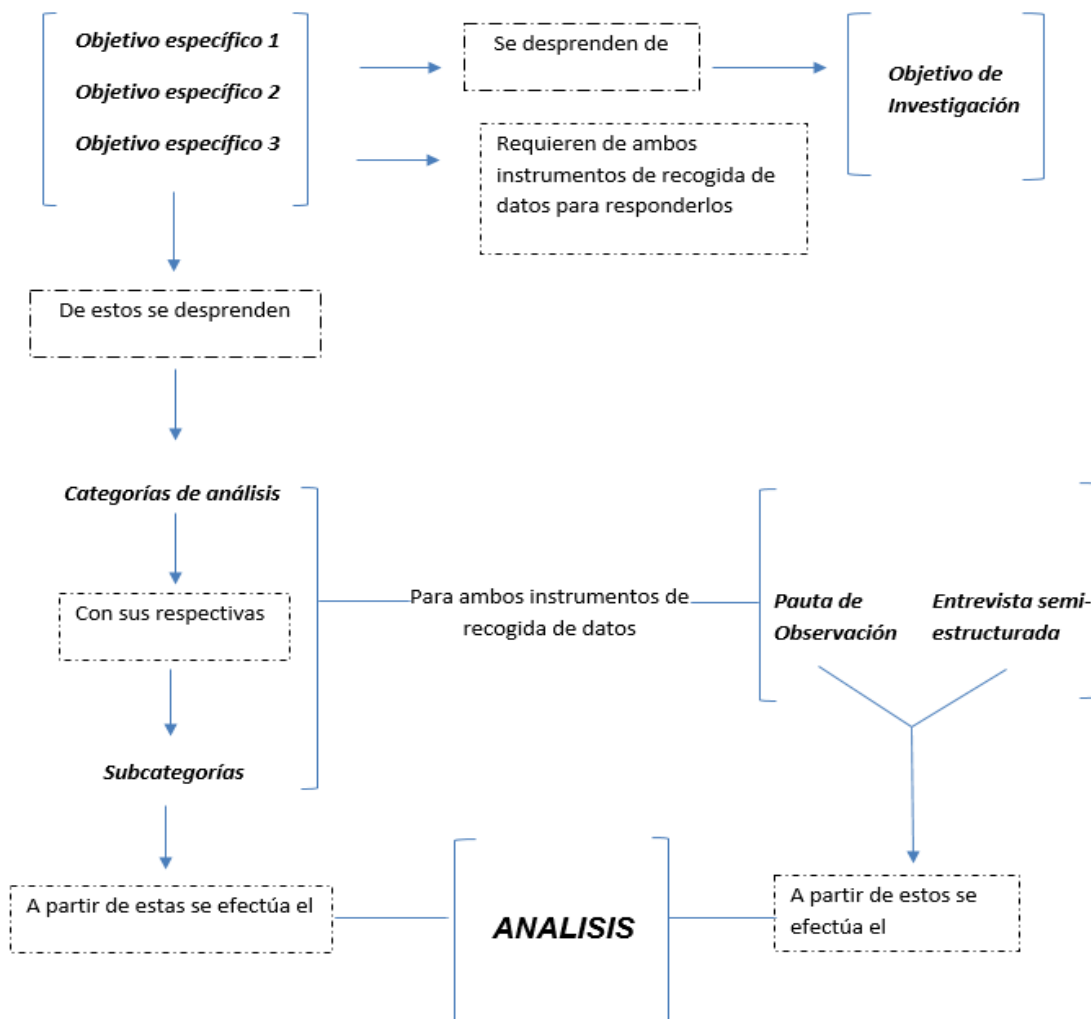 Objetivo específico 1
Objetivo específico 2
Objetivo específico 3
Se desprenden de
Objetivo de
Investigación
Requieren de ambos
instrumentos de recogida de
datos para responderlos
De estos se desprenden
Categorías de análisis
Con sus respectivas
Subcategorías
Para ambos instrumentos de
recogida de datos
Pauta de
Observación
Entrevista semi-
estructurada
A partir de estas se efectúa el
ANALISIS
A partir de estos se
efectúa el